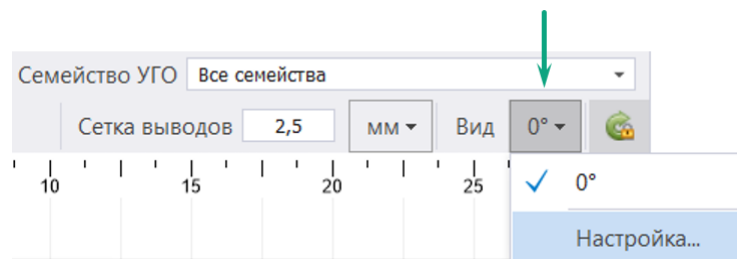 Семейство УГО Все семейства
Сетка выводов 2,5 мм Вид 0°
10 15 20 25
0°
Настройка...